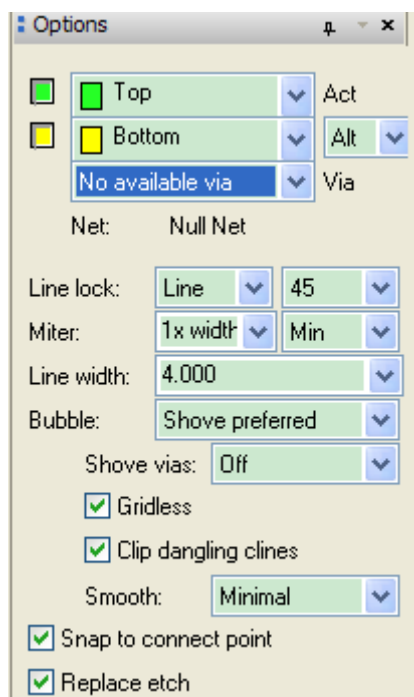 Options
Top Act
Bottom Alt
No available via Via
Net: Null Net
Line lock: Line 45
Miter: 1x width Min
Line width: 4.000
Bubble: Shove preferred
Shove vias: Off
Gridless
Clip dangling clines
Smooth: Minimal
Snap to connect point
Replace etch